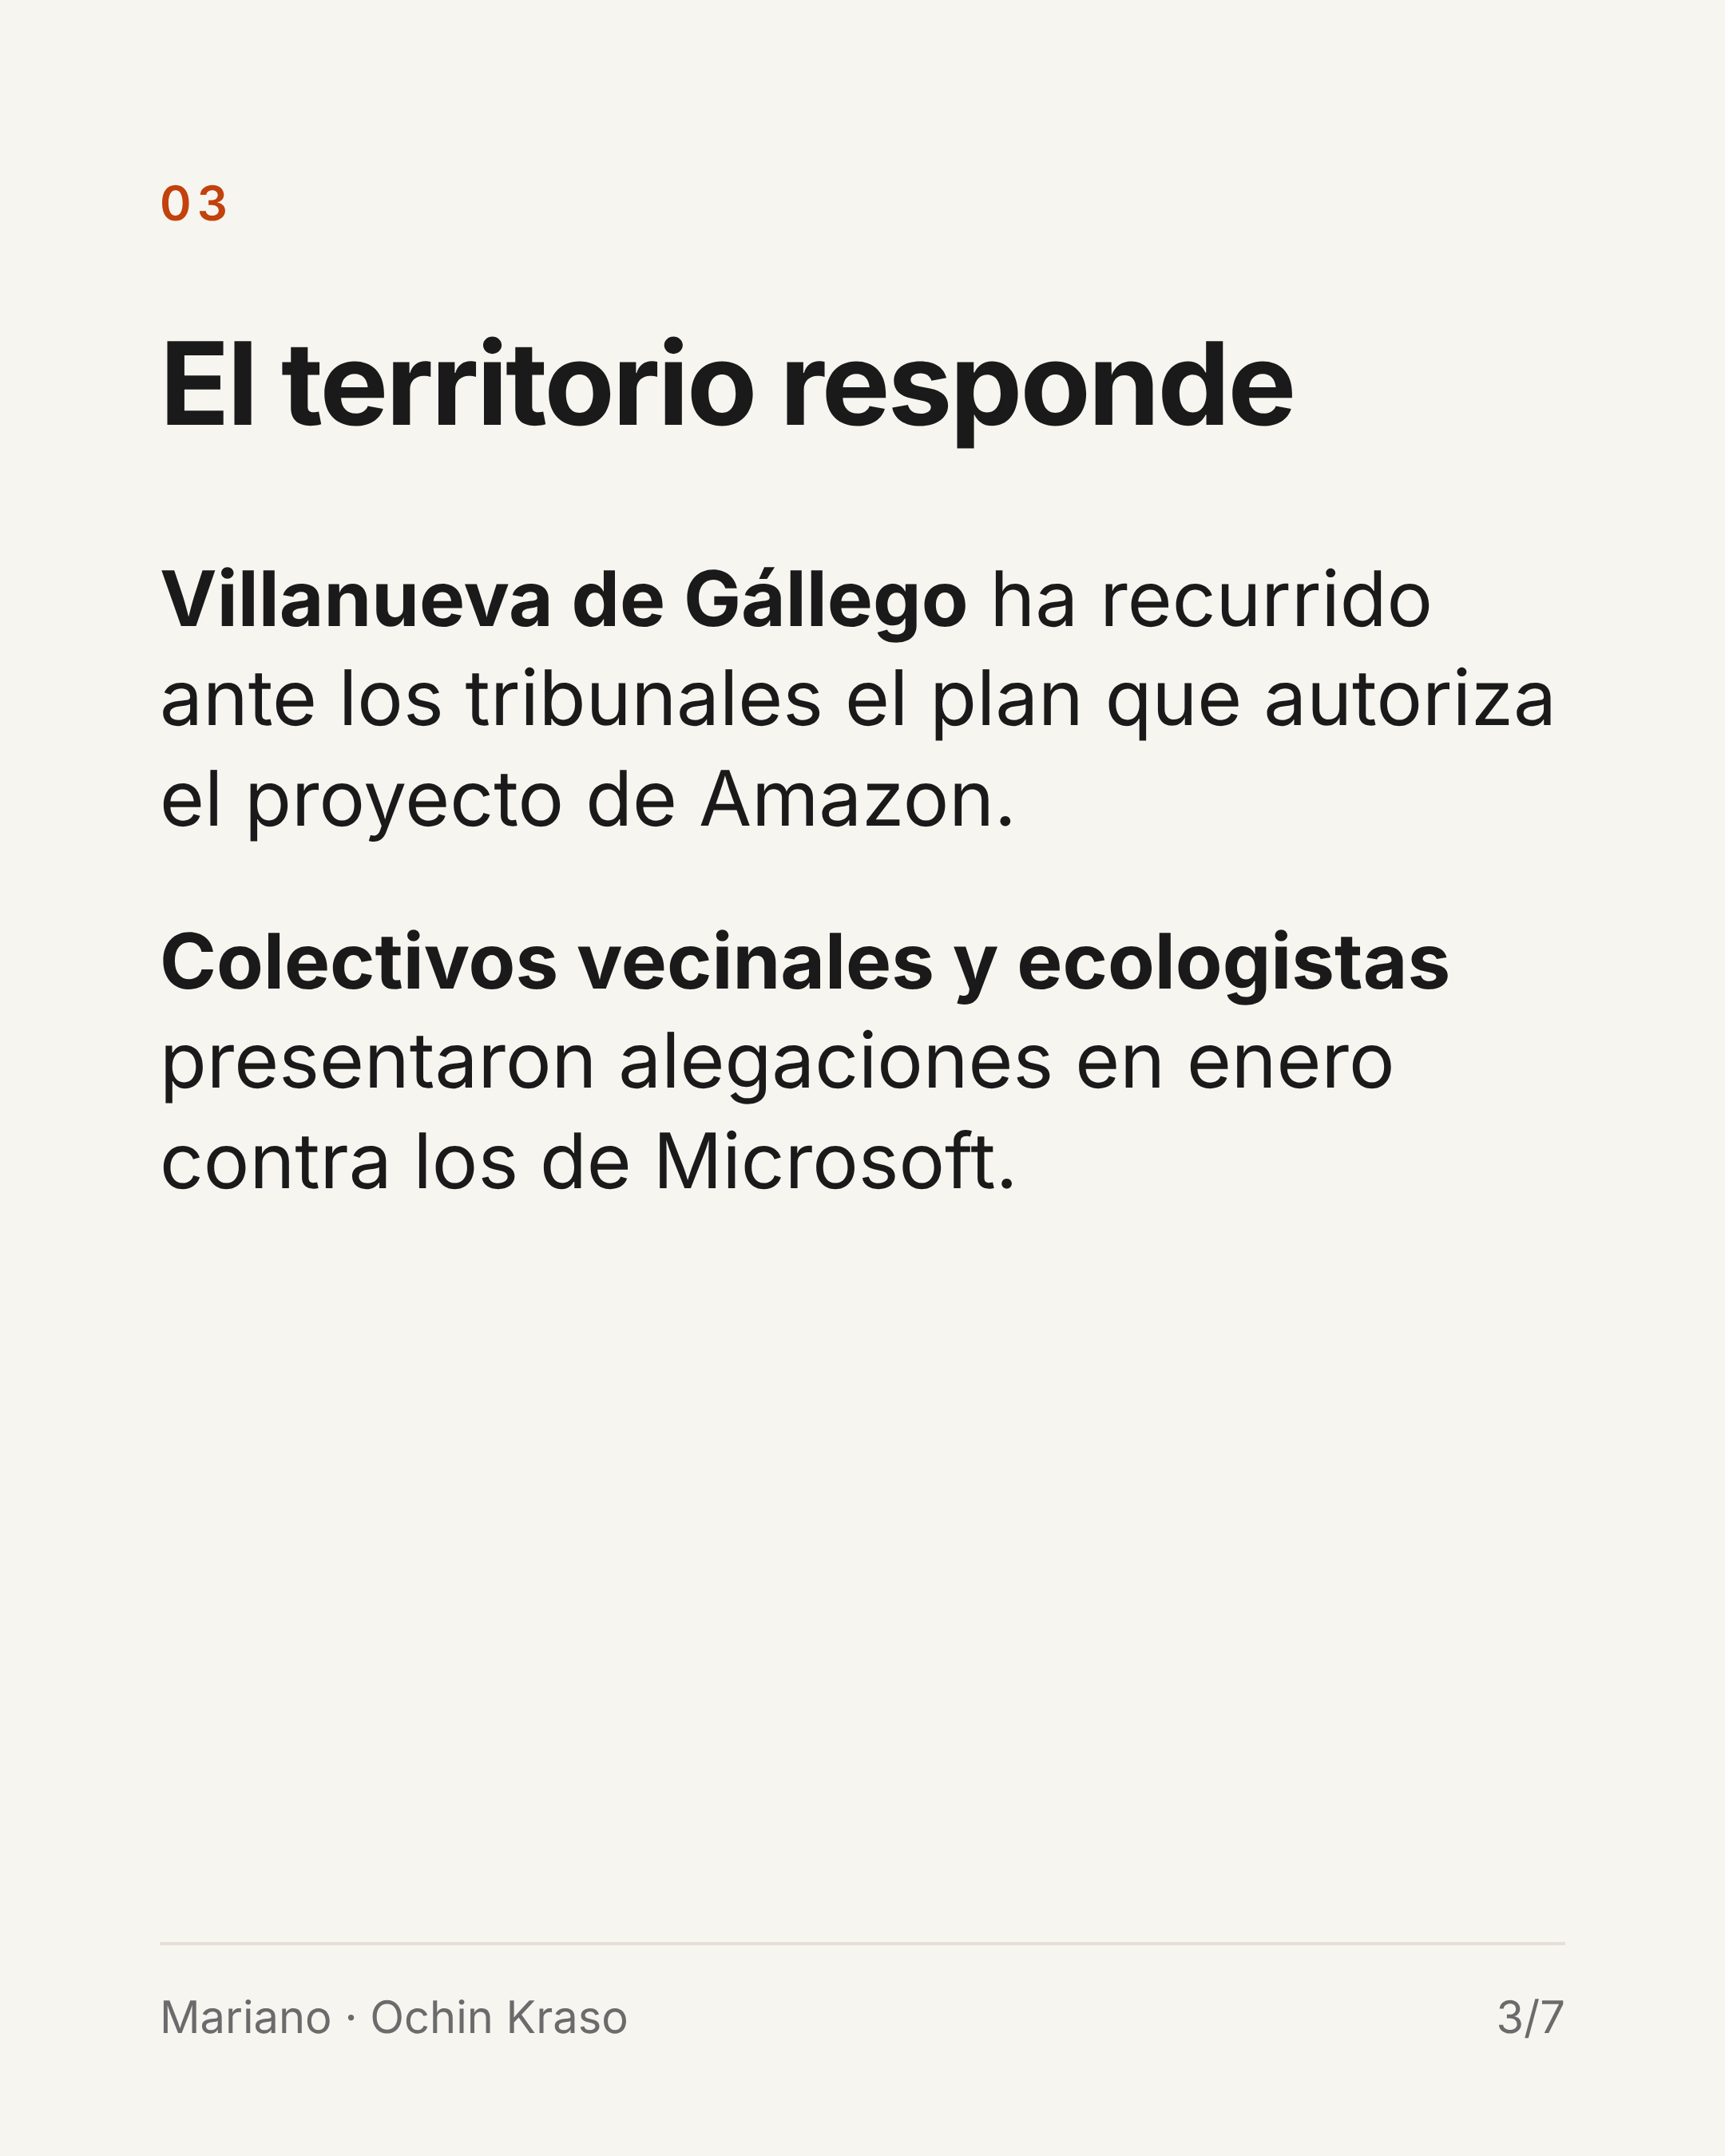 03
El territorio responde
Villanueva de Gállego ha recurrido
ante los tribunales el plan que autoriza
el proyecto de Amazon.
Colectivos vecinales y ecologistas
presentaron alegaciones en enero
contra los de Microsoft.
Mariano · Ochin Kraso
3/7